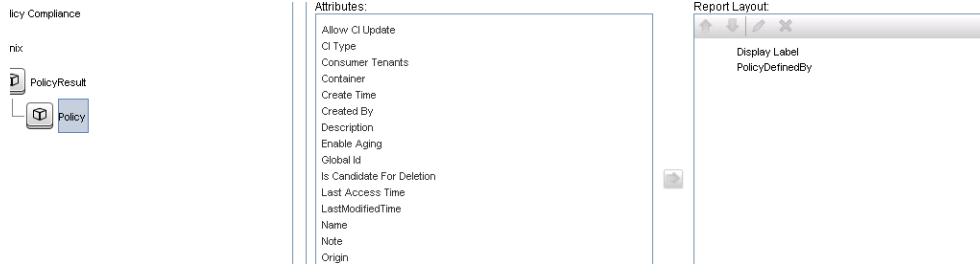 licy Compliance
nix
PolicyResult
Policy
Attributes:
Allow CI Update
CI Type
Consumer Tenants
Container
Create Time
Created By
Description
Enable Aging
Global Id
Is Candidate For Deletion
Last Access Time
LastModifiedTime
Name
Note
Origin
Report Layout:
Display Label
PolicyDefinedBy